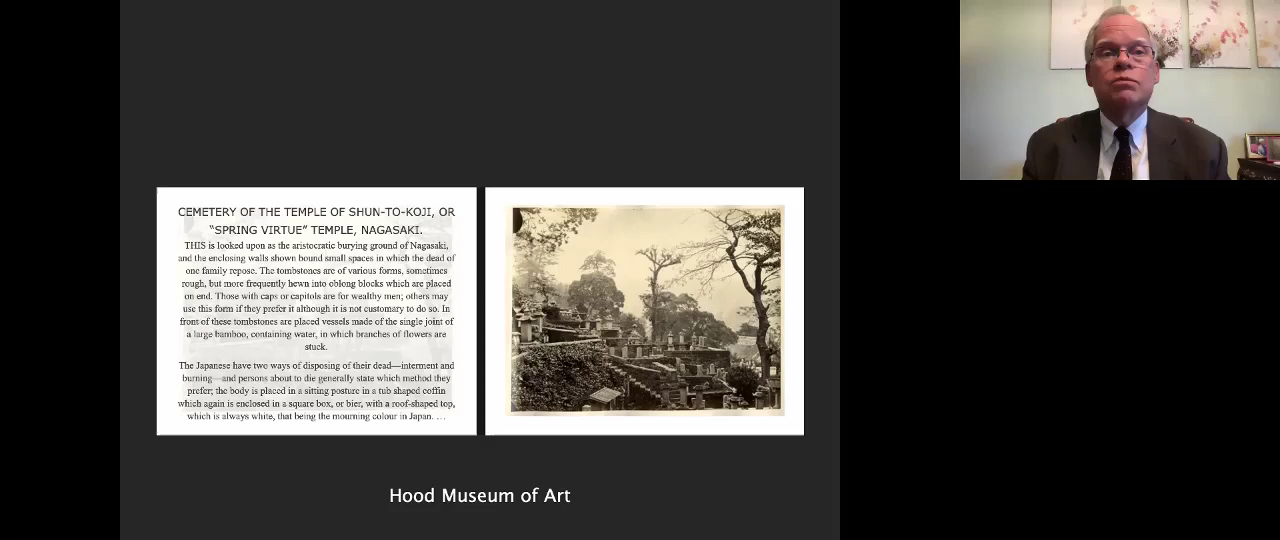 CEMETERY OF THE TEMPLE OF SHUN-TO-KOJI, OR
“SPRING VIRTUE” TEMPLE, NAGASAKI.
THIS is looked upon as the aristocratic burying ground of Nagasaki,
and the enclosing walls shown bound small spaces in which the dead of
one family repose. The tombstones are of various forms, sometimes
rough, but more frequently hewn into oblong blocks which are placed
on end. Those with caps or capitols are for wealthy men; others may
use this form if they prefer it although it is not customary to do so. In
front of these tombstones are placed vessels made of the single joint of
a large bamboo, containing water, in which branches of flowers are
stuck.
The Japanese have two ways of disposing of their dead—interment and
burning—and persons about to die generally state which method they
prefer; the body is placed in a sitting posture in a tub shaped coffin
which again is enclosed in a square box, or bier, with a roof-shaped top,
which is always white, that being the mourning colour in Japan. …
Hood Museum of Art